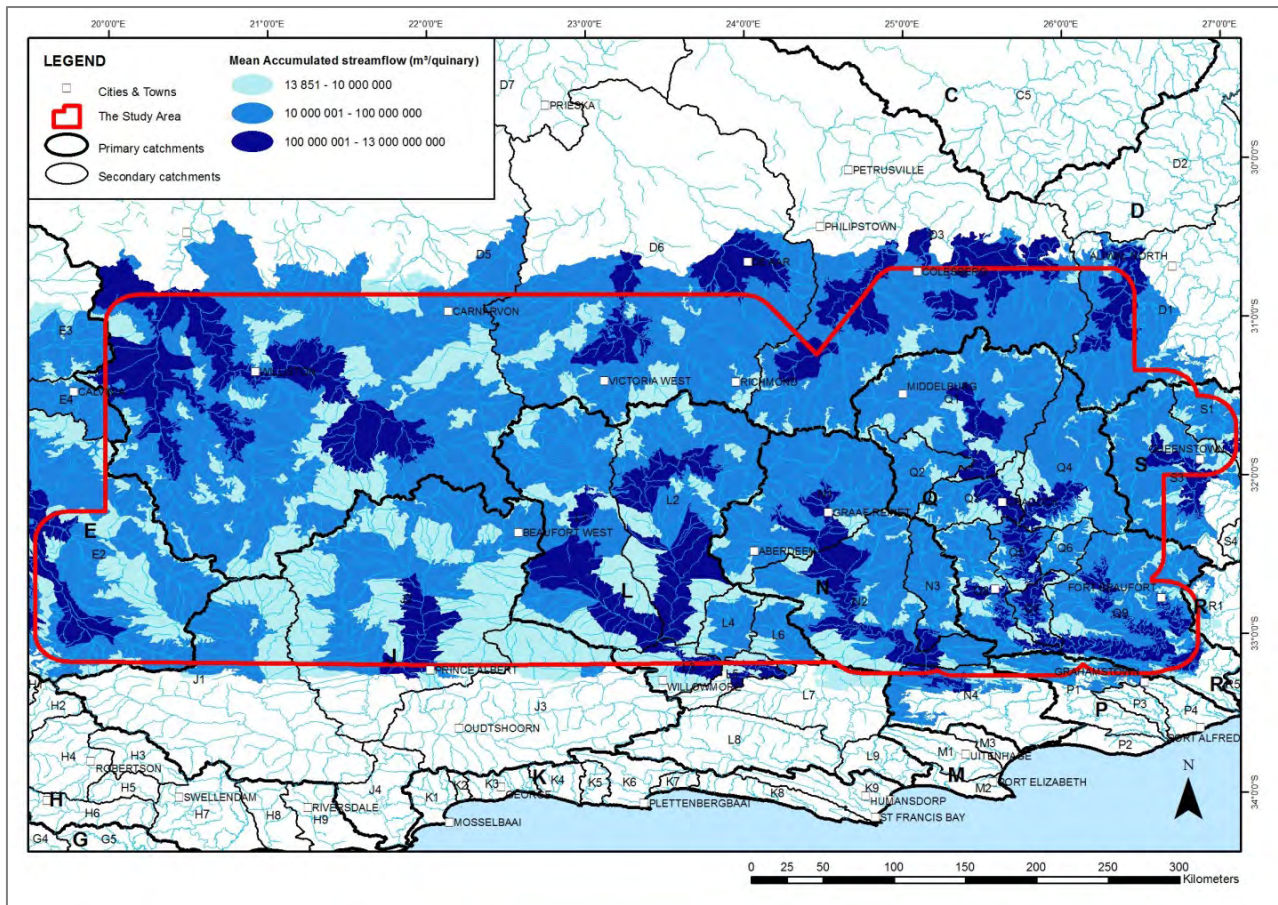 20°0'0"E
21°0'0"E
22°0'0"E
23°0'0"E
24°0'0"E
25°0'0"E
26°0'0"E
27°0'0"E
LEGEND
Cities & Towns
The Study Area
Primary catchments
Secondary catchments
Mean Accumulated streamflow (m³/quinary)
13 851 - 10 000 000
10 000 001 - 100 000 000
100 000 001 - 13 000 000 000
D7
PRIESKA
C
C5
30°0'0"S
D2
PETRUSVILLE
D
PHILIPSTOWN
D3
D5
D6
COLESBERG
D1
31°0'0"S
CARNARVON
E3
VICTORIA WEST
RICHMOND
MIDDELBURG
E4
S1
S
Q2
Q4
L2
32°0'0"S
Q
GRAAF REINET
E
E2
BEAUFORT WEST
ABERDEEN
Q6
S4
L
N
N3
N2
FORT BEAUFORT
R
R1
Q9
L4
L6
33°0'0"S
J
PRINCE ALBERT
J1
WILLOWMORE
L7
GRAHAMSTOWN
N4
P1
P
P3
P4
P2
PORT ALFRED
R
H2
J3
OUDTSHOORN
L8
L9
M1
M3
UITENHAGE
M
M2
PORT ELIZABETH
H4
H3
ROBERTSON
H5
H
H6
SWELLENDAM
H7
H8
RIVERSDALE
H9
J4
K1
K2
K3
GEORGE
K
K4
K5
K6
K7
K8
K9
PLETTENBERGBAAI
HUMANSDORP
ST FRANCIS BAY
MOSSELBAAI
34°0'0"S
G4
G
G5
N
0 25 50 100 150 200 250 300
Kilometers